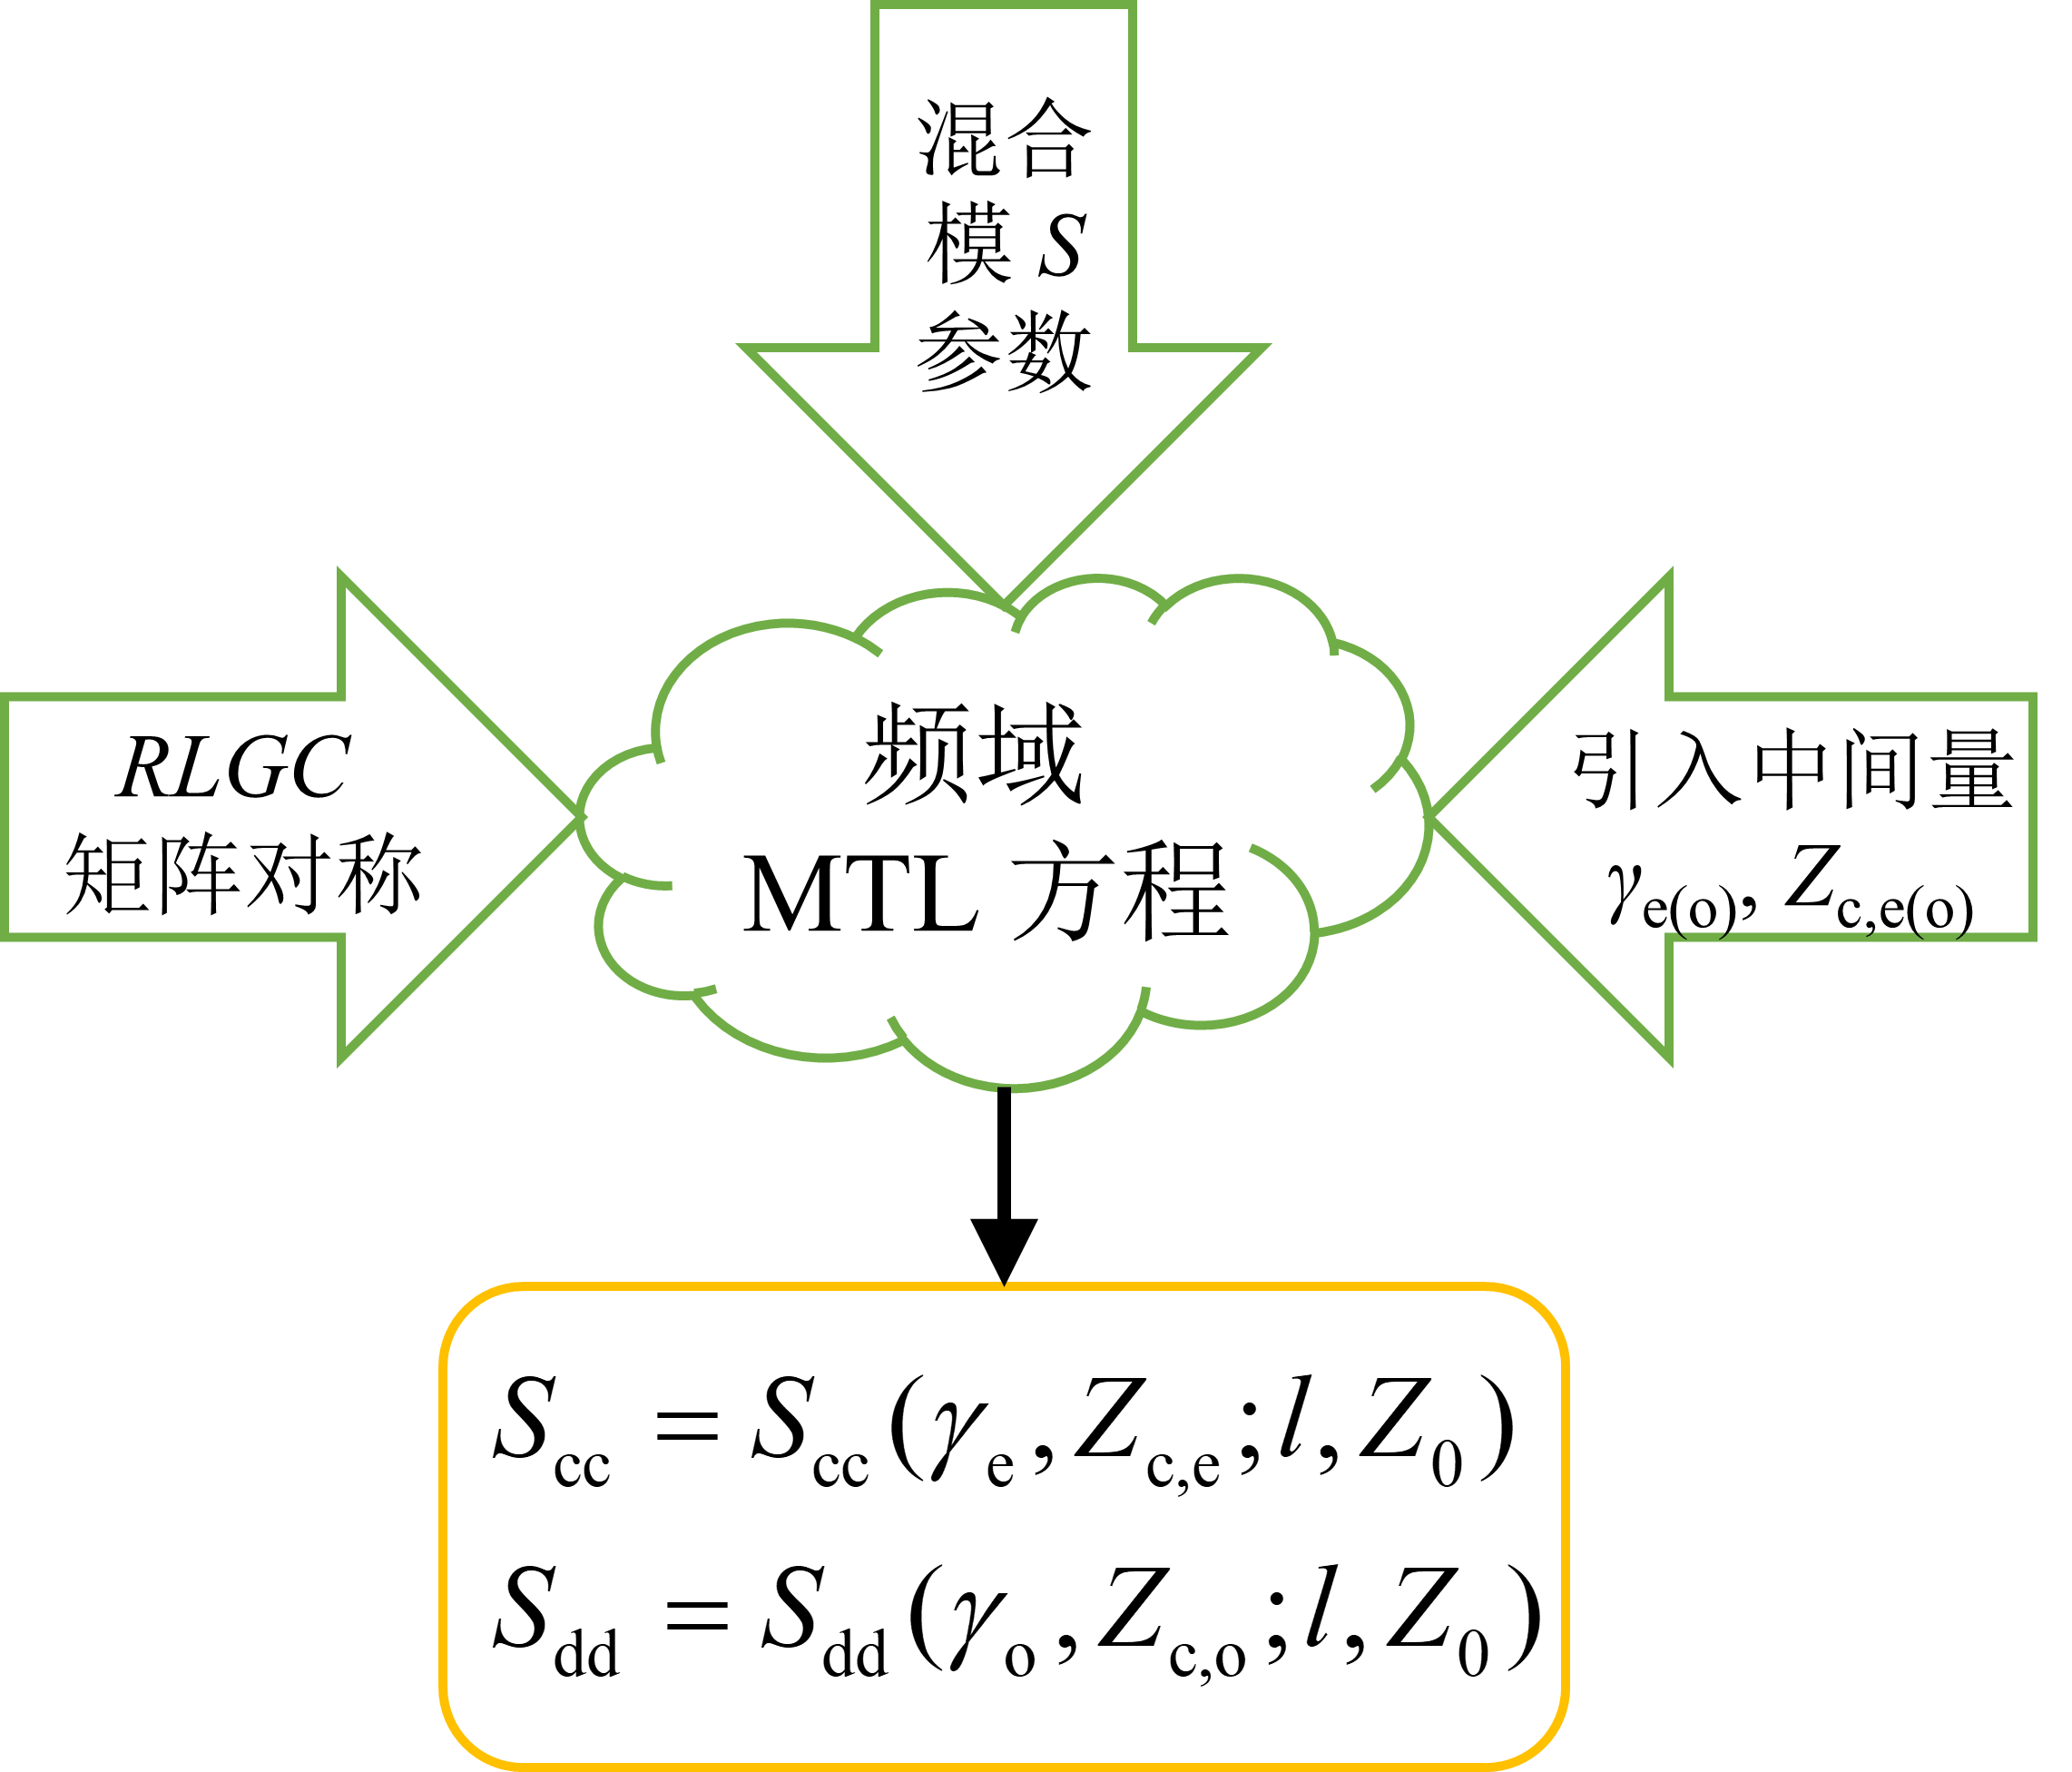 混合
模 S
参数
RLGC
矩阵对称
频域
MTL 方程
引入中间量
γe(o); Zc,e(o)
Scc = Scc (γe, Zc,e; l, Z0)
Sdd = Sdd (γo, Zc,o; l, Z0)